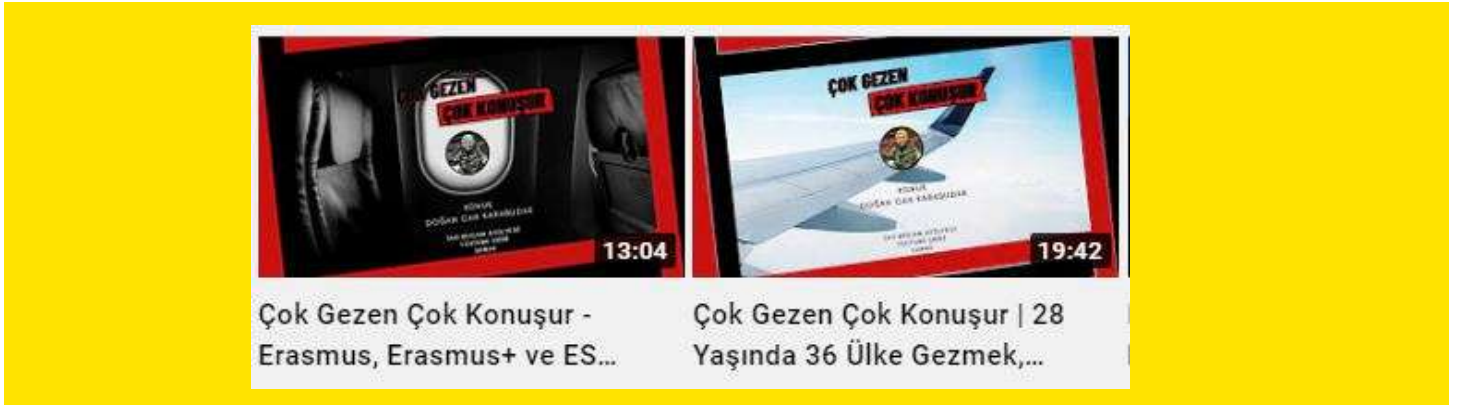 ÇOK GEZEN
ÇOK KONUŞUR
KONUK
DOĞAN CAN KARABUDAK
13:04
ÇOK GEZEN
ÇOK KONUŞUR
KONUK
DOĞAN CAN KARABUDAK
19:42
Çok Gezen Çok Konuşur -
Erasmus, Erasmus+ ve ES...
Çok Gezen Çok Konuşur | 28
Yaşında 36 Ülke Gezmek,...